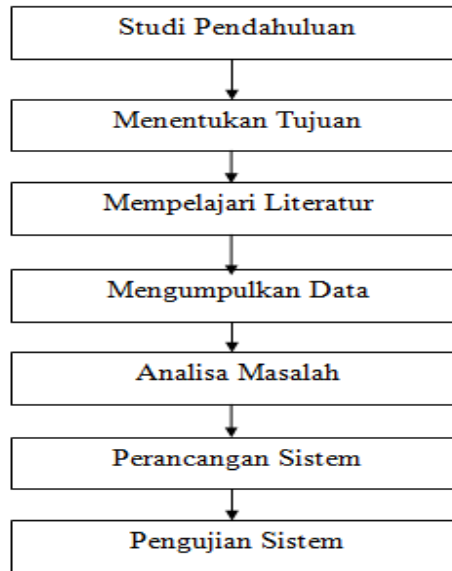 Studi Pendahuluan
Menentukan Tujuan
Mempelajari Literatur
Mengumpulkan Data
Analisa Masalah
Perancangan Sistem
Pengujian Sistem